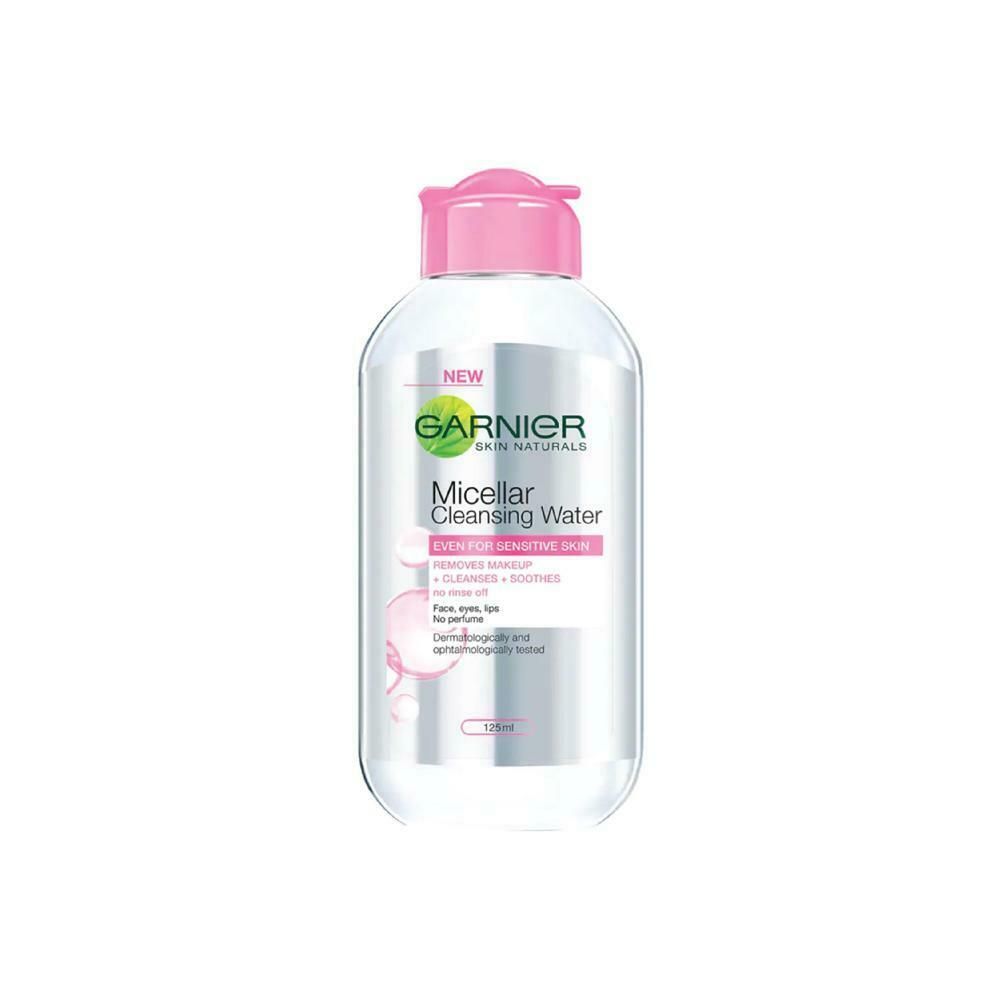 NEW
GARNIER
SKIN NATURALS
Micellar
Cleansing Water
EVEN FOR SENSITIVE SKIN
REMOVES MAKEUP
+ CLEANSES + SOOTHES
no rinse off
Face, eyes, lips
No perfume
Dermatologically and
ophtalmologically tested
125ml